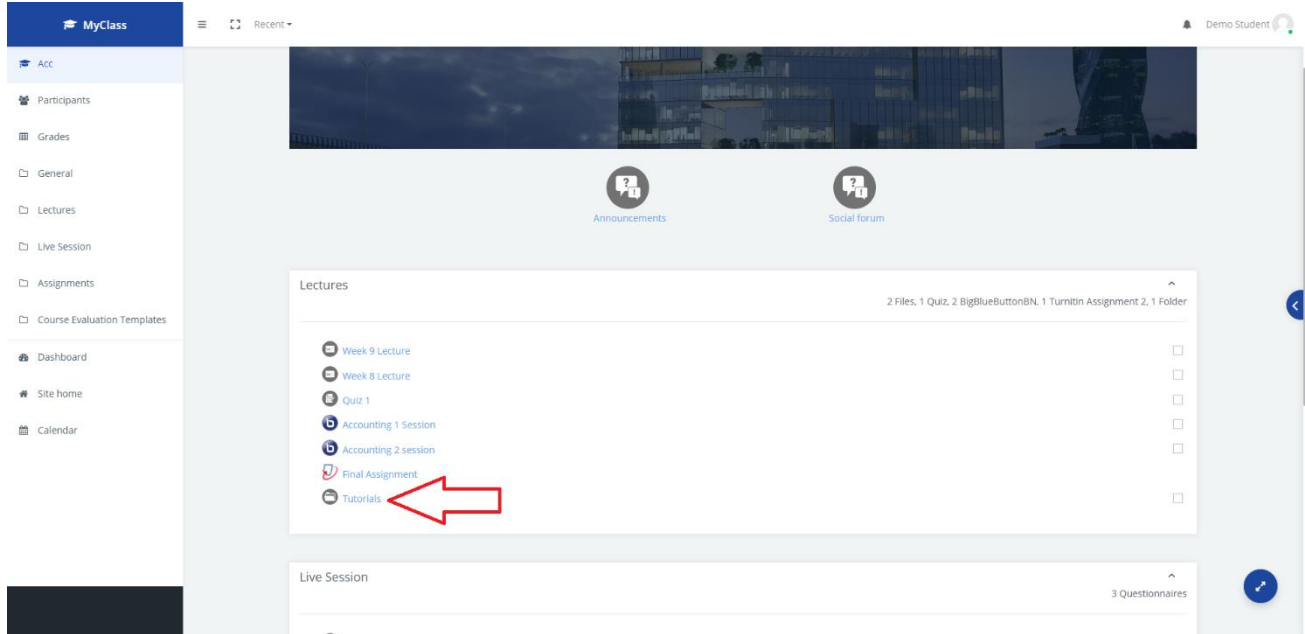 MyClass
Recent
Demo Student
Acc
Participants
Grades
General
Lectures
Live Session
Assignments
Course Evaluation Templates
Dashboard
Site home
Calendar
Announcements
Social forum
Lectures
2 Files, 1 Quiz, 2 BigBlueButtonBN, 1 Turnitin Assignment 2, 1 Folder
Week 9 Lecture
Week 8 Lecture
Quiz 1
Accounting 1 Session
Accounting 2 session
Final Assignment
Tutorials
Live Session
3 Questionnaires